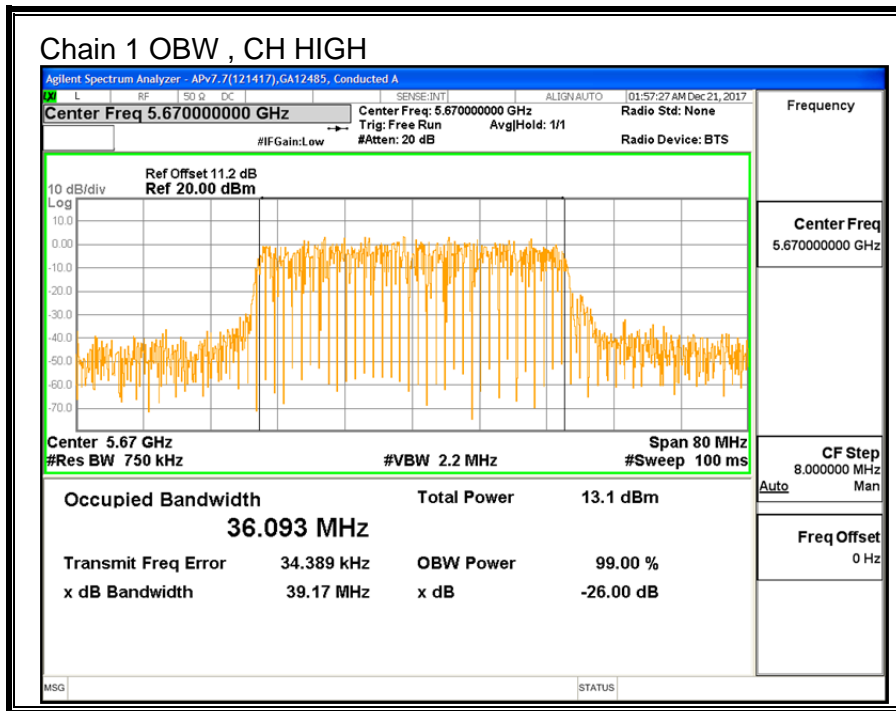 Chain 1 OBW , CH HIGH
Agilent Spectrum Analyzer - APv7.7(121417),GA12485, Conducted A
LXI L RF 50 Ω DC SENSE:INT ALIGN AUTO 01:57:27 AM Dec 21, 2017
Center Freq 5.670000000 GHz
Center Freq: 5.670000000 GHz
Radio Std: None
Trig: Free Run Avg|Hold: 1/1
#IFGain:Low
#Atten: 20 dB
Radio Device: BTS
Frequency
Ref Offset 11.2 dB
10 dB/div Ref 20.00 dBm
Log
10.0
0.00
-10.0
-20.0
-30.0
-40.0
-50.0
-60.0
-70.0
Center 5.67 GHz Span 80 MHz
#Res BW 750 kHz #VBW 2.2 MHz #Sweep 100 ms
Center Freq
5.670000000 GHz
CF Step
8.000000 MHz
Auto Man
Freq Offset
0 Hz
Occupied Bandwidth Total Power 13.1 dBm
36.093 MHz
Transmit Freq Error 34.389 kHz OBW Power 99.00 %
x dB Bandwidth 39.17 MHz x dB -26.00 dB
MSG STATUS